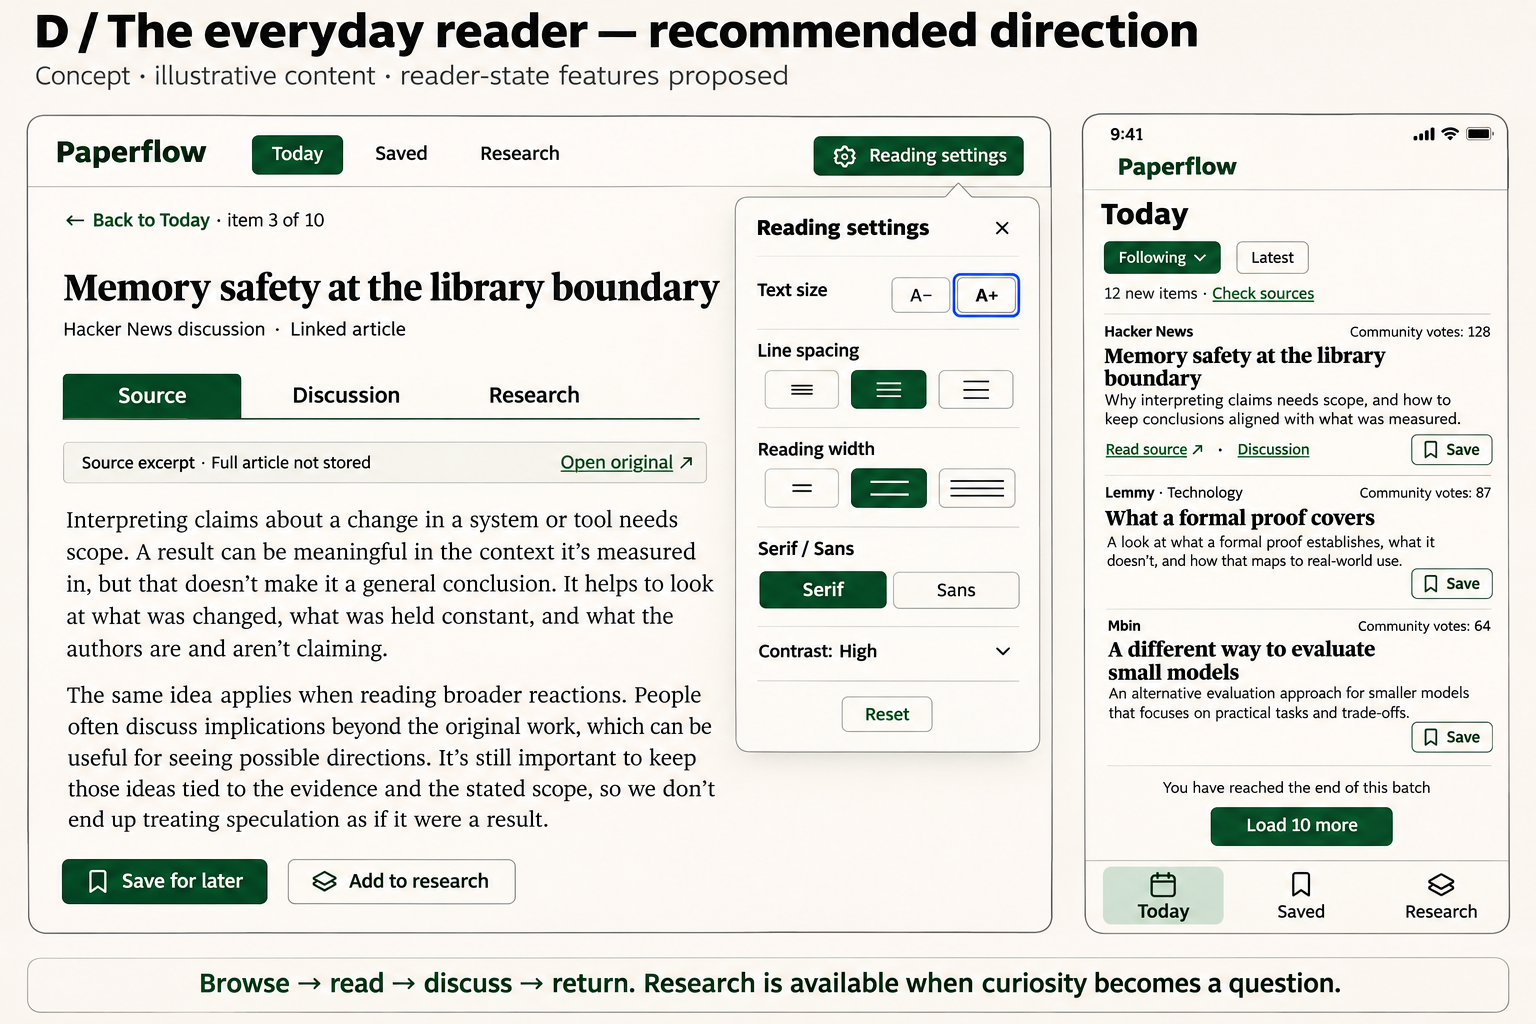 D / The everyday reader — recommended direction
Concept · illustrative content · reader-state features proposed
Paperflow
Today
Saved
Research
Reading settings
← Back to Today · item 3 of 10
Memory safety at the library boundary
Hacker News discussion · Linked article
Source
Discussion
Research
Source excerpt · Full article not stored
Open original ↗
Interpreting claims about a change in a system or tool needs
scope. A result can be meaningful in the context it’s measured
in, but that doesn’t make it a general conclusion. It helps to look
at what was changed, what was held constant, and what the
authors are and aren’t claiming.
The same idea applies when reading broader reactions. People
often discuss implications beyond the original work, which can be
useful for seeing possible directions. It’s still important to keep
those ideas tied to the evidence and the stated scope, so we don’t
end up treating speculation as if it were a result.
Save for later
Add to research
Reading settings
Text size
A−
A+
Line spacing
Reading width
Serif / Sans
Serif
Sans
Contrast: High
Reset
9:41
Paperflow
Today
Following
Latest
12 new items · Check sources
Hacker News
Community votes: 128
Memory safety at the library
boundary
Why interpreting claims needs scope, and how to
keep conclusions aligned with what was measured.
Read source ↗ · Discussion
Save
Lemmy · Technology
Community votes: 87
What a formal proof covers
A look at what a formal proof establishes, what it
doesn’t, and how that maps to real-world use.
Save
Mbin
Community votes: 64
A different way to evaluate
small models
An alternative evaluation approach for smaller models
that focuses on practical tasks and trade-offs.
Save
You have reached the end of this batch
Load 10 more
Today
Saved
Research
Browse → read → discuss → return. Research is available when curiosity becomes a question.